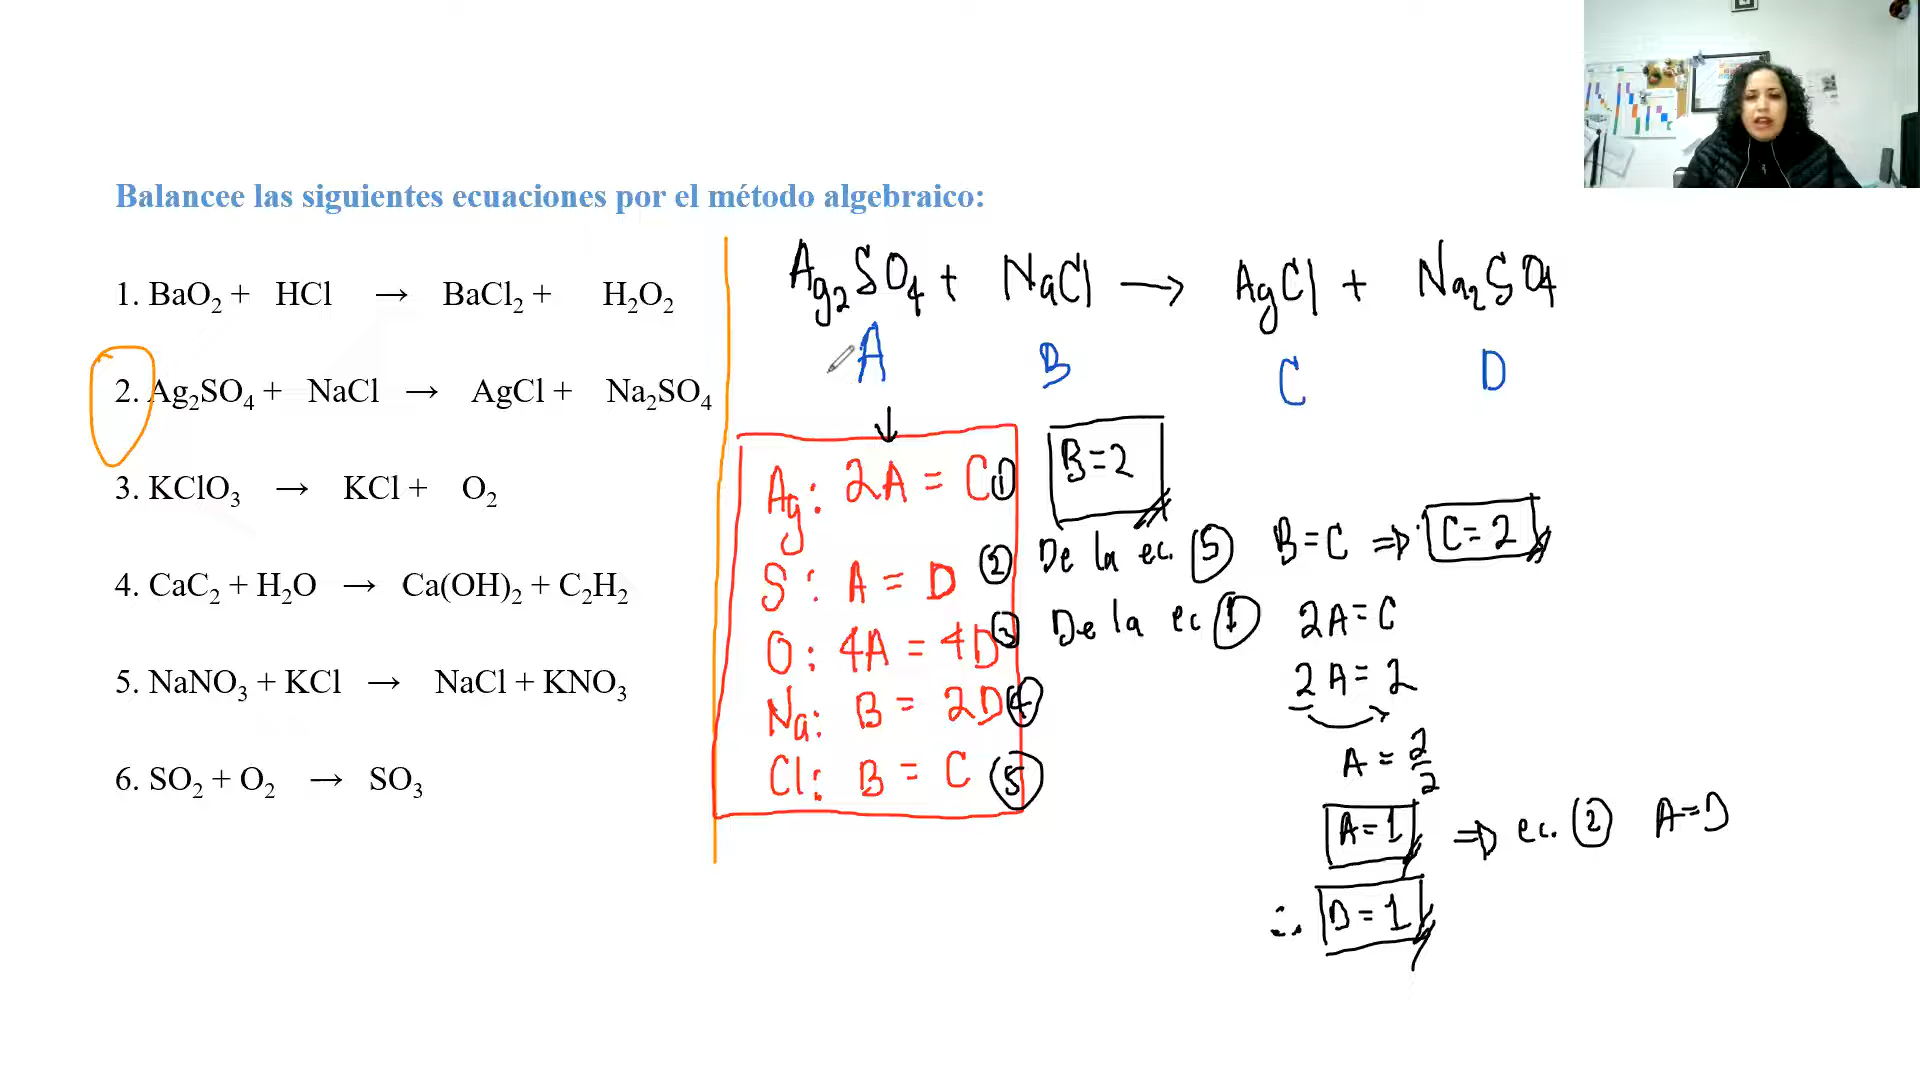 Balancee las siguientes ecuaciones por el método algebraico:
1. BaO₂ + HCl → BaCl₂ + H₂O₂
2. Ag₂SO₄ + NaCl → AgCl + Na₂SO₄
3. KClO₃ → KCl + O₂
4. CaC₂ + H₂O → Ca(OH)₂ + C₂H₂
5. NaNO₃ + KCl → NaCl + KNO₃
6. SO₂ + O₂ → SO₃
Ag₂SO₄ + NaCl → AgCl + Na₂SO₄
A B C D
Ag: 2A = C ①
S: A = D ②
O: 4A = 4D ③
Na: B = 2D ④
Cl: B = C ⑤
B=2
De la ec. ⑤ B=C ⇒ C=2
De la ec ① 2A=C
2A=2
A=2/2
A=1 ⇒ ec. ② A=D
∴ D=1